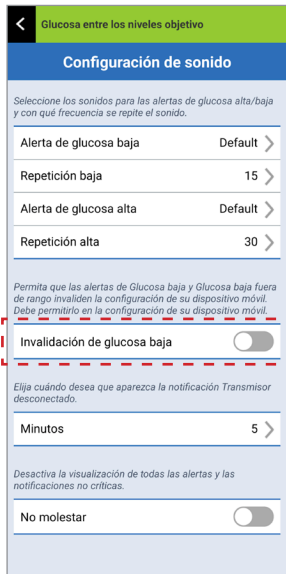 Glucosa entre los niveles objetivo
Configuración de sonido
Seleccione los sonidos para las alertas de glucosa alta/baja
y con qué frecuencia se repite el sonido.
Alerta de glucosa baja Default
Repetición baja 15
Alerta de glucosa alta Default
Repetición alta 30
Permita que las alertas de Glucosa baja y Glucosa baja fuera
de rango invaliden la configuración de su dispositivo móvil.
Debe permitirlo en la configuración de su dispositivo móvil.
Invalidación de glucosa baja
Elija cuándo desea que aparezca la notificación Transmisor
desconectado.
Minutos 5
Desactiva la visualización de todas las alertas y las
notificaciones no críticas.
No molestar